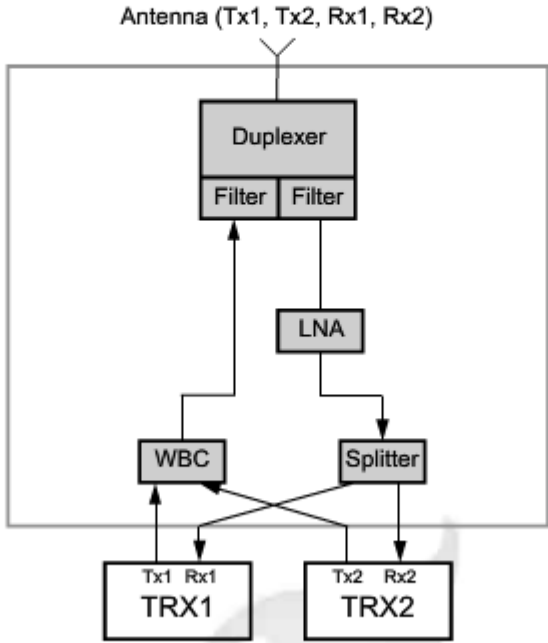 Antenna (Tx1, Tx2, Rx1, Rx2)
Duplexer
Filter Filter
LNA
WBC Splitter
Tx1 Rx1 Tx2 Rx2
TRX1 TRX2